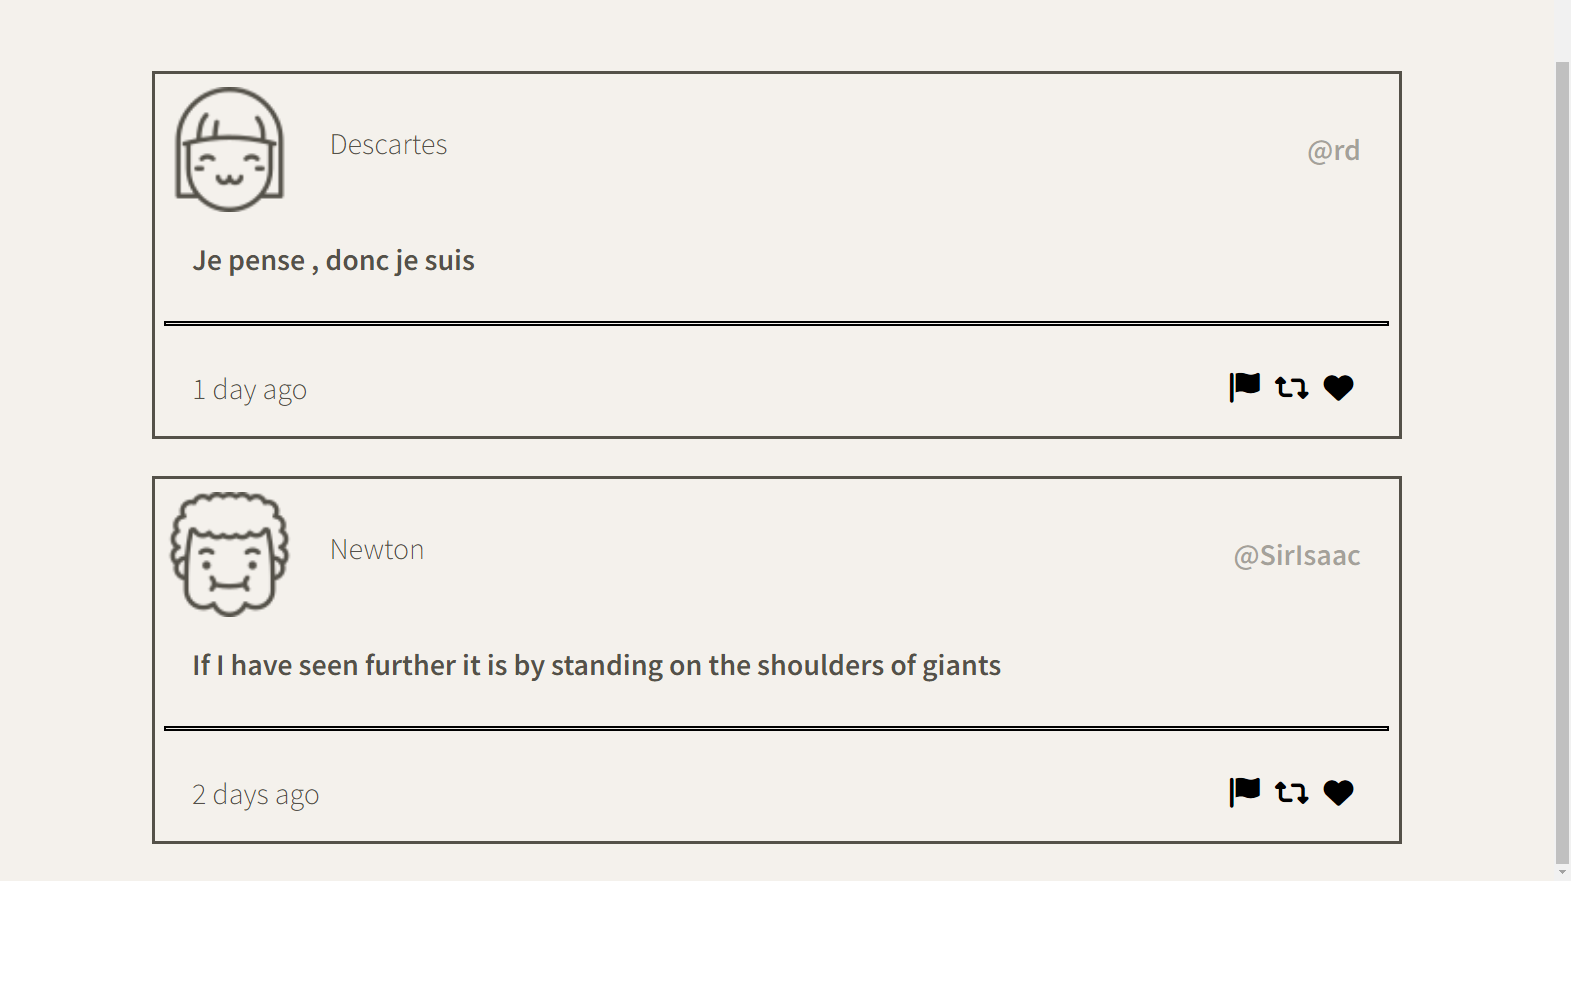 Descartes
@rd
Je pense , donc je suis
1 day ago
Newton
@SirIsaac
If I have seen further it is by standing on the shoulders of giants
2 days ago